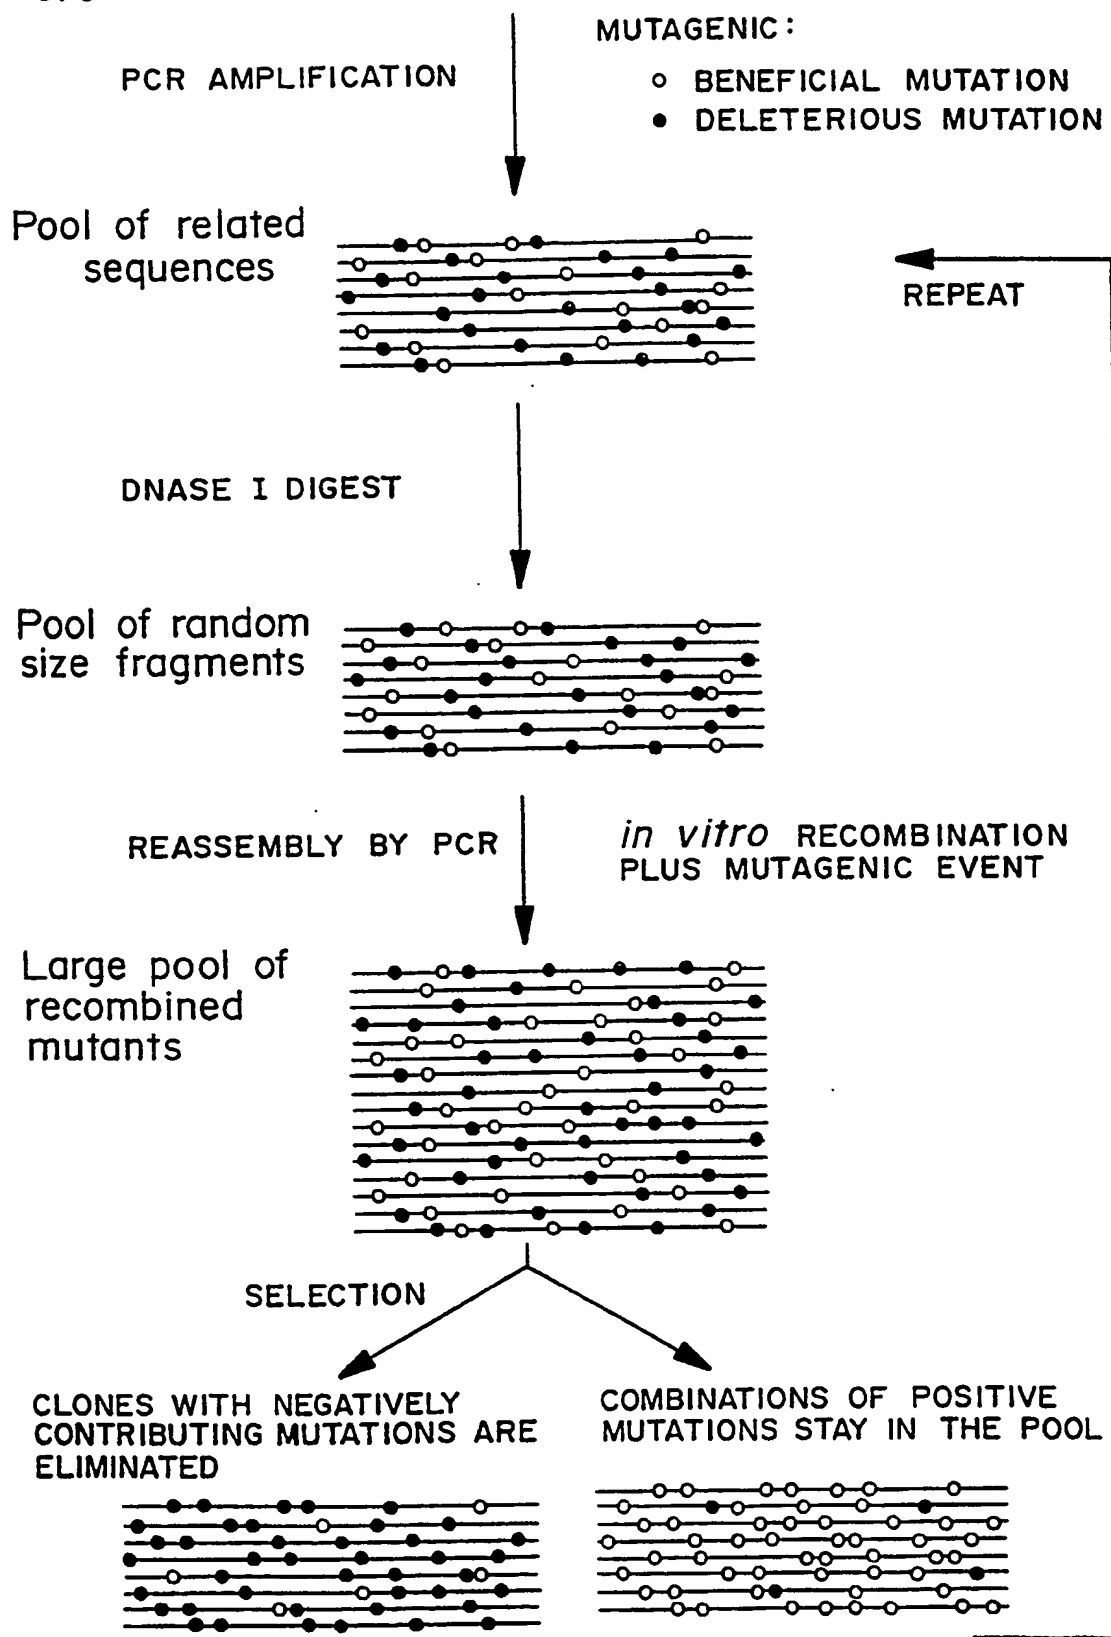 PCR AMPLIFICATION
MUTAGENIC:
○ BENEFICIAL MUTATION
● DELETERIOUS MUTATION
Pool of related
sequences
REPEAT
DNASE I DIGEST
Pool of random
size fragments
REASSEMBLY BY PCR
in vitro RECOMBINATION
PLUS MUTAGENIC EVENT
Large pool of
recombined
mutants
SELECTION
CLONES WITH NEGATIVELY
CONTRIBUTING MUTATIONS ARE
ELIMINATED
COMBINATIONS OF POSITIVE
MUTATIONS STAY IN THE POOL